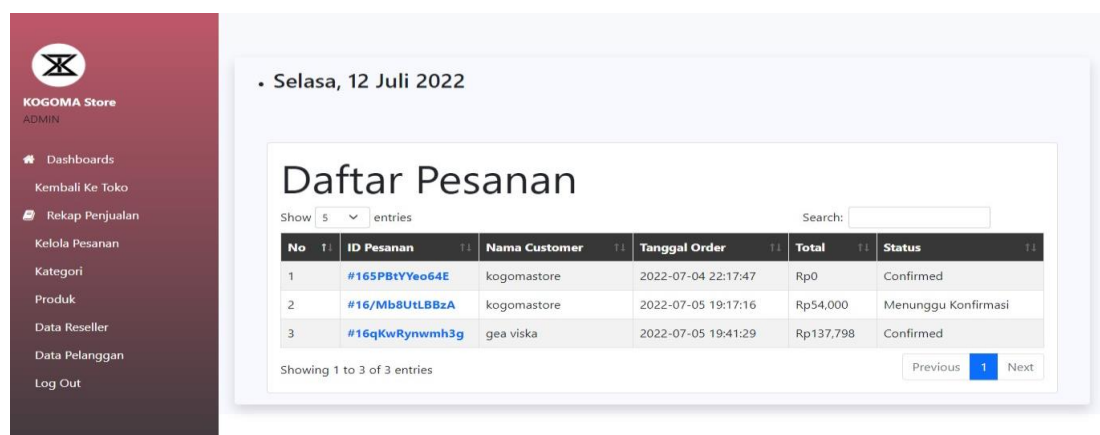 KOGOMA Store
ADMIN
Dashboards
Kembali Ke Toko
Rekap Penjualan
Kelola Pesanan
Kategori
Produk
Data Reseller
Data Pelanggan
Log Out
• Selasa, 12 Juli 2022
Daftar Pesanan
Show 5 entries Search:
No ID Pesanan Nama Customer Tanggal Order Total Status
1 #165PBtYYeo64E kogomastore 2022-07-04 22:17:47 Rp0 Confirmed
2 #16/Mb8UtLBBzA kogomastore 2022-07-05 19:17:16 Rp54,000 Menunggu Konfirmasi
3 #16qKwRynwmh3g gea viska 2022-07-05 19:41:29 Rp137,798 Confirmed
Showing 1 to 3 of 3 entries Previous 1 Next